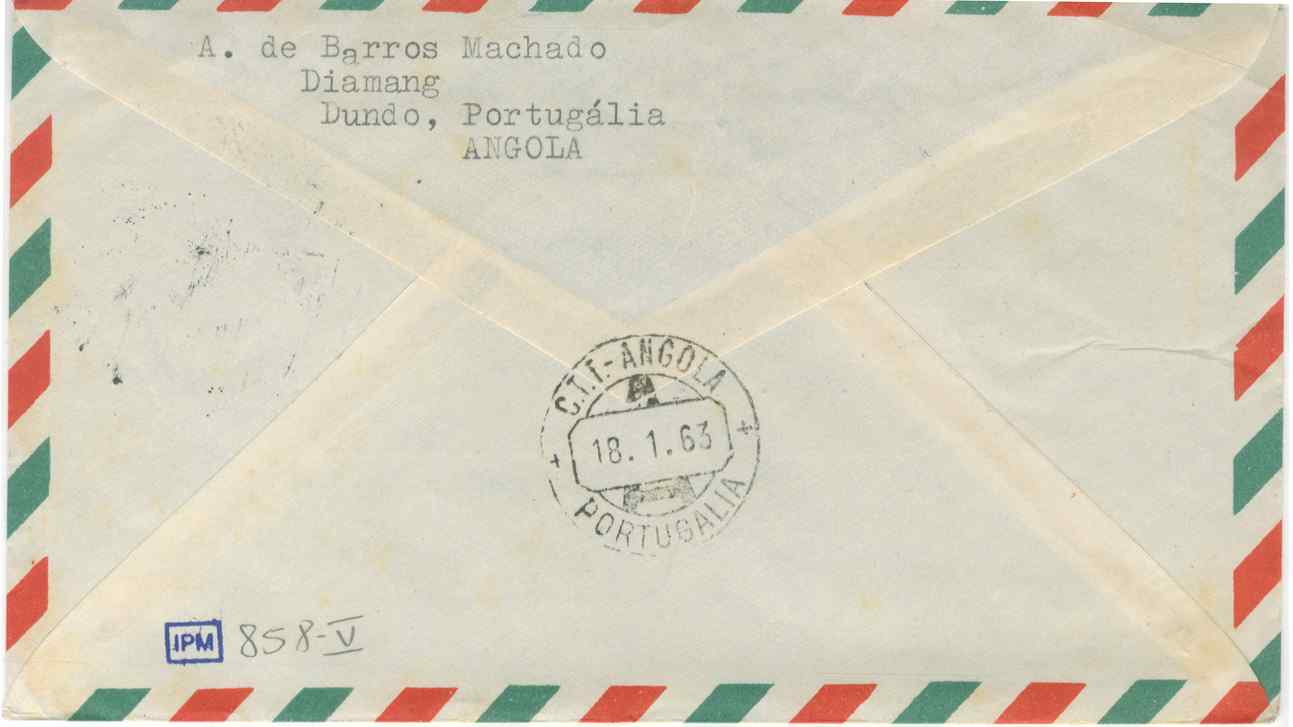 A. de Barros Machado
Diamang
Dundo, Portugália
ANGOLA
C.T.T.-ANGOLA
18. 1. 63
PORTUGALIA
IPM 858-V